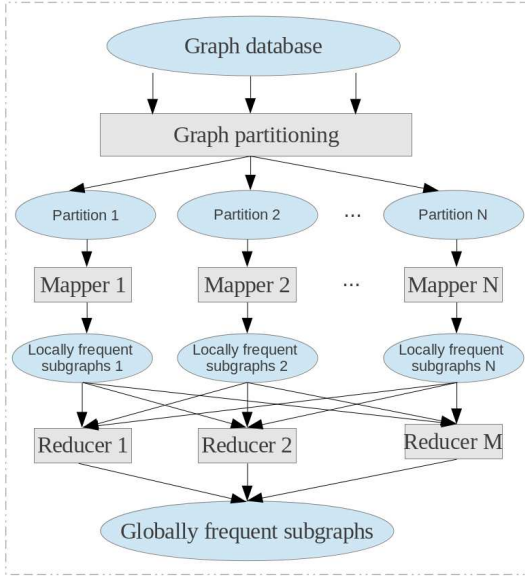 Graph database
Graph partitioning
Partition 1
Partition 2
...
Partition N
Mapper 1
Mapper 2
...
Mapper N
Locally frequent
subgraphs 1
Locally frequent
subgraphs 2
Locally frequent
subgraphs N
Reducer 1
Reducer 2
Reducer M
Globally frequent subgraphs